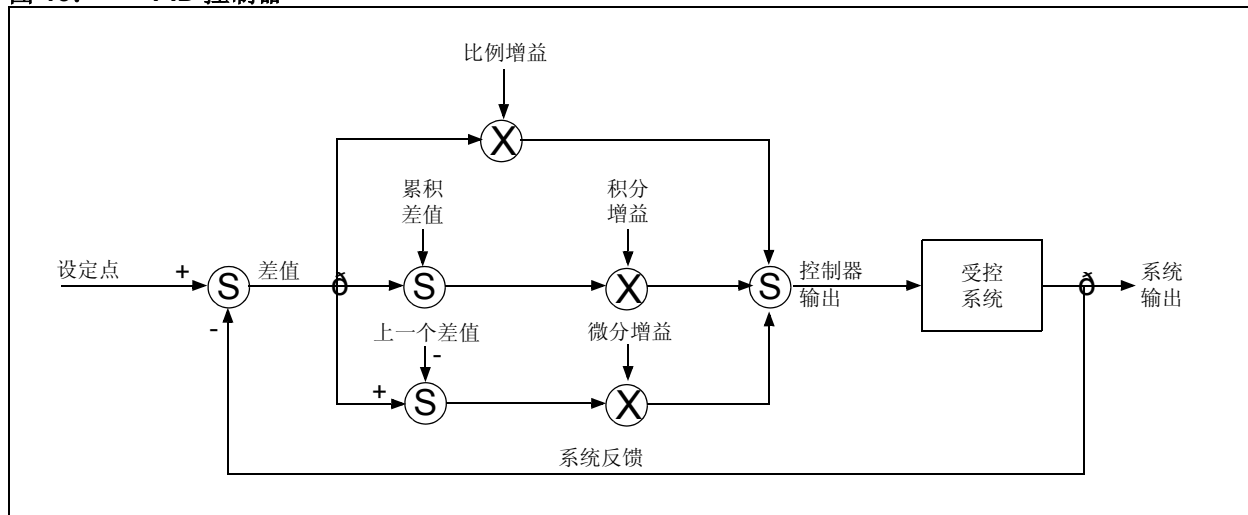 比例增益
X
累积
差值
积分
增益
设定点
+
S
差值
ð
S
X
S
控制器
输出
受控
系统
ð
系统
输出
-
上一个差值
-
微分增益
+
S
X
系统反馈